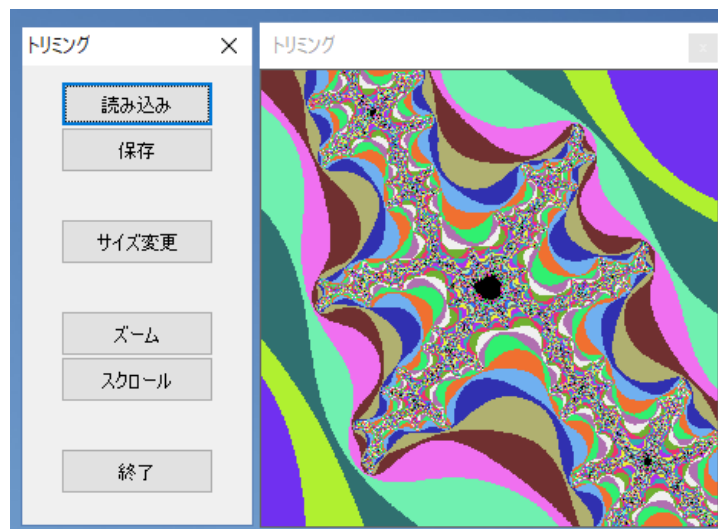 トリミング
読み込み
保存
サイズ変更
ズーム
スクロール
終了
トリミング